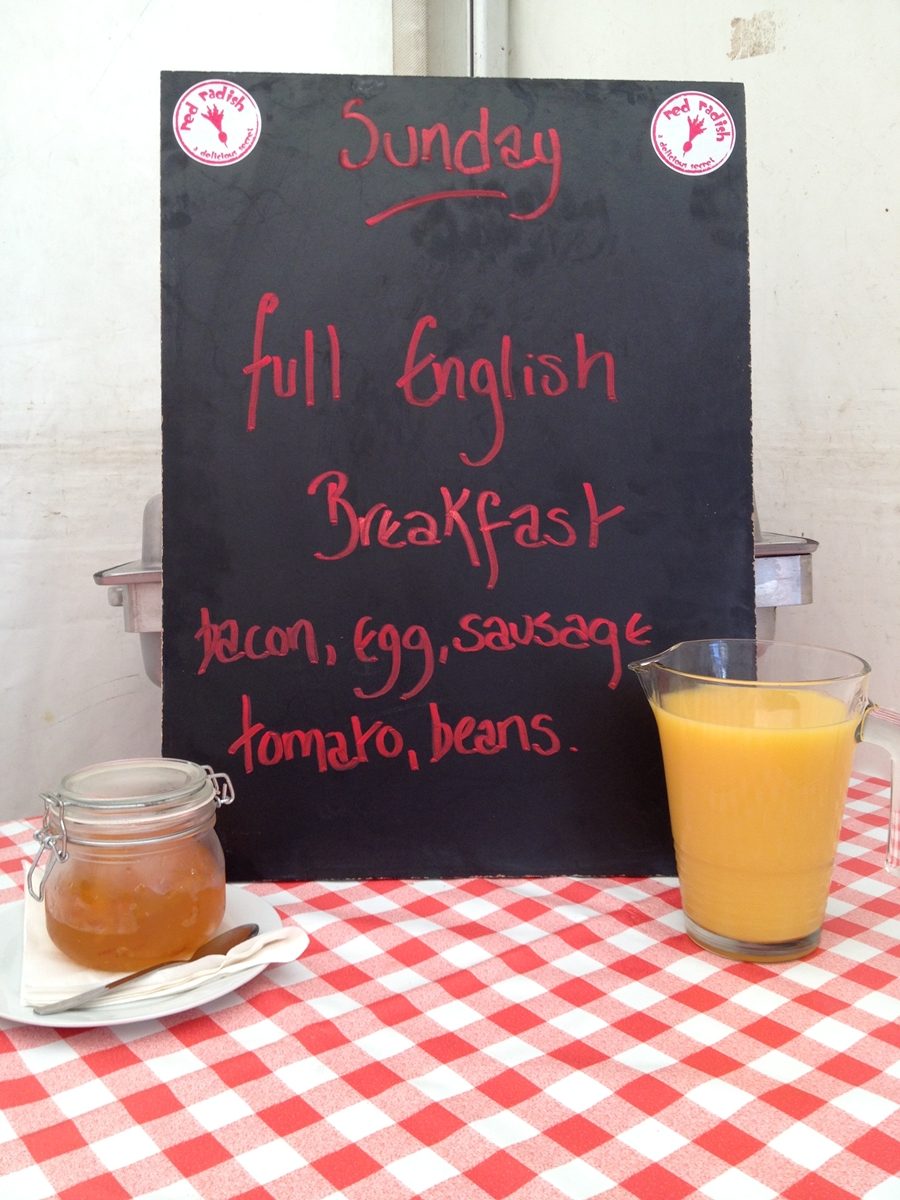 red radish
a delicious secret
red radish
a delicious secret
Sunday
full English
Breakfast
bacon, egg, sausage
tomato, beans.